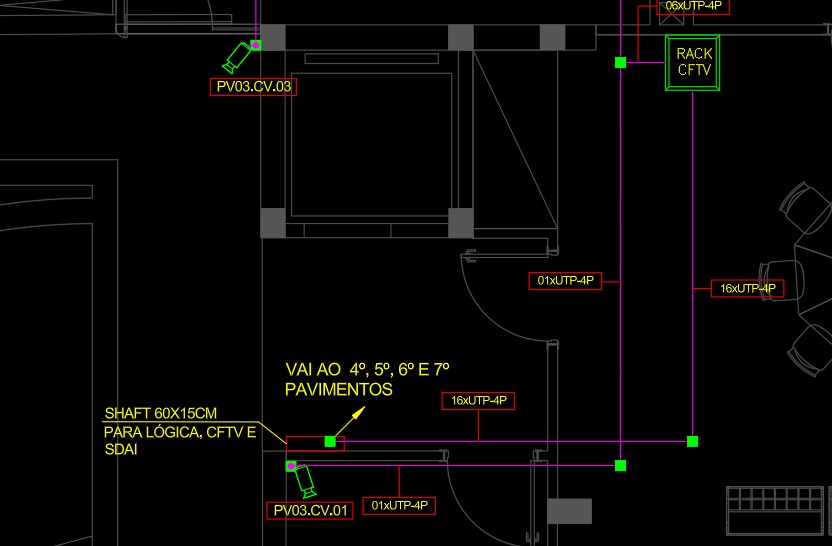 06xUTP-4P
RACK
CFTV
PV03.CV.03
01xUTP-4P
16xUTP-4P
VAI AO 4º, 5º, 6º E 7º
PAVIMENTOS
16xUTP-4P
SHAFT 60X15CM
PARA LÓGICA, CFTV E
SDAI
PV03.CV.01
01xUTP-4P